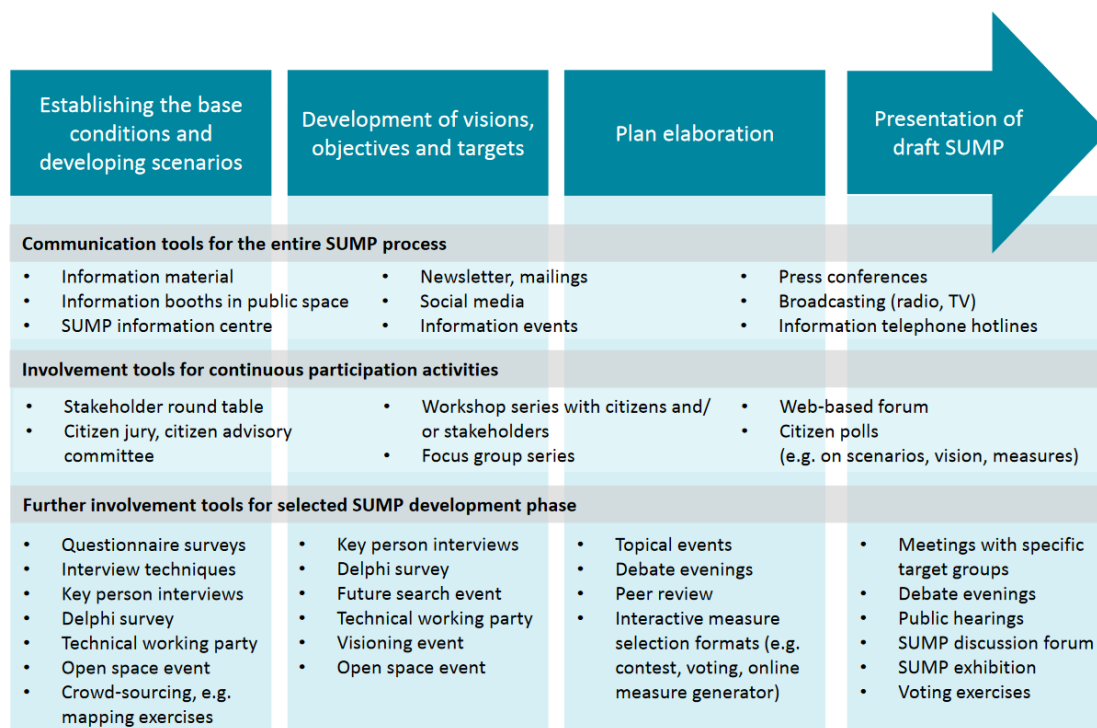 Establishing the base
conditions and
developing scenarios
Development of visions,
objectives and targets
Plan elaboration
Presentation of
draft SUMP
Communication tools for the entire SUMP process
• Information material
• Information booths in public space
• SUMP information centre
• Newsletter, mailings
• Social media
• Information events
• Press conferences
• Broadcasting (radio, TV)
• Information telephone hotlines
Involvement tools for continuous participation activities
• Stakeholder round table
• Citizen jury, citizen advisory
committee
• Workshop series with citizens and/
or stakeholders
• Focus group series
• Web-based forum
• Citizen polls
(e.g. on scenarios, vision, measures)
Further involvement tools for selected SUMP development phase
• Questionnaire surveys
• Interview techniques
• Key person interviews
• Delphi survey
• Technical working party
• Open space event
• Crowd-sourcing, e.g.
mapping exercises
• Key person interviews
• Delphi survey
• Future search event
• Technical working party
• Visioning event
• Open space event
• Topical events
• Debate evenings
• Peer review
• Interactive measure
selection formats (e.g.
contest, voting, online
measure generator)
• Meetings with specific
target groups
• Debate evenings
• Public hearings
• SUMP discussion forum
• SUMP exhibition
• Voting exercises